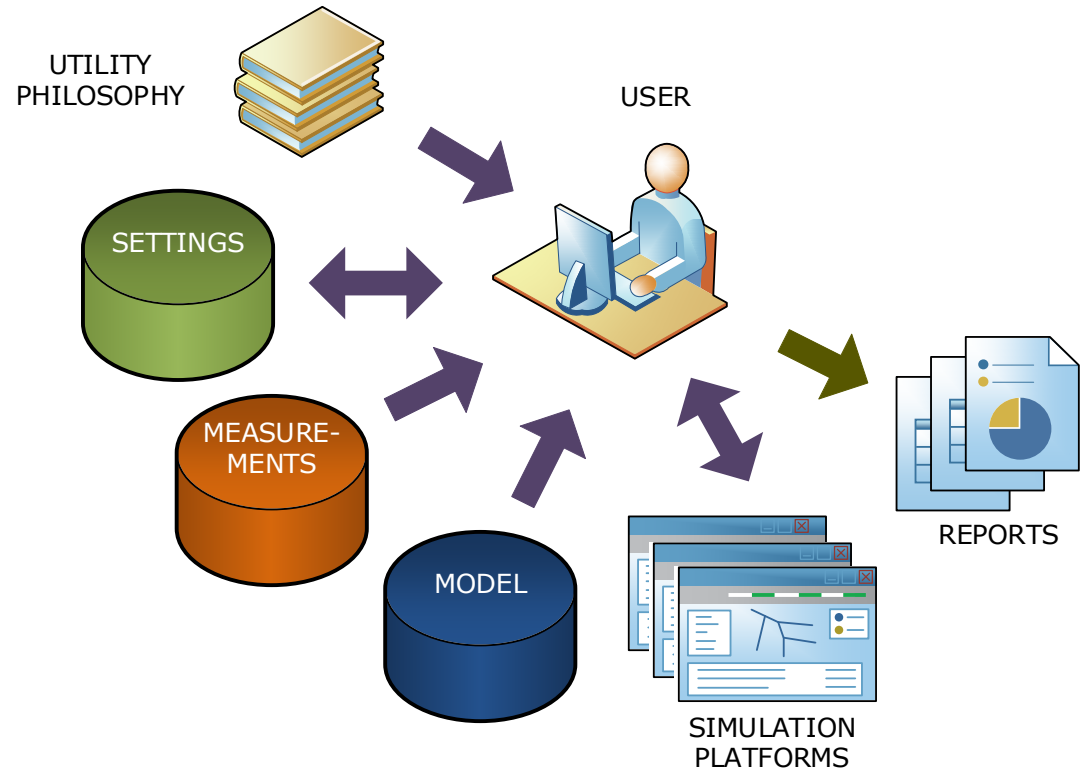 UTILITY
PHILOSOPHY
USER
SETTINGS
MEASURE-
MENTS
MODEL
REPORTS
SIMULATION
PLATFORMS